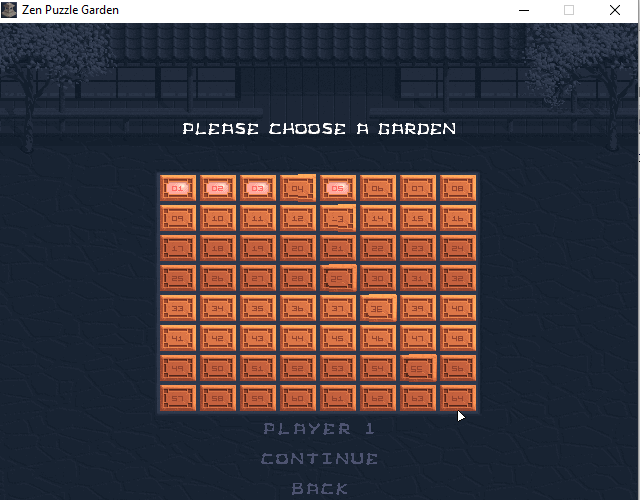 Zen Puzzle Garden
PLEASE CHOOSE A GARDEN
01 02 03 04 05 06 07 08
09 10 11 12 14 15 16
17 18 19 20 21 22 23 24
25 26 27 28 30 31 32
33 34 35 36 37 39 40
41 42 43 44 45 46 47 48
49 50 51 52 53 54 55 56
57 58 59 60 61 62 63 64
PLAYER 1
CONTINUE
BACK